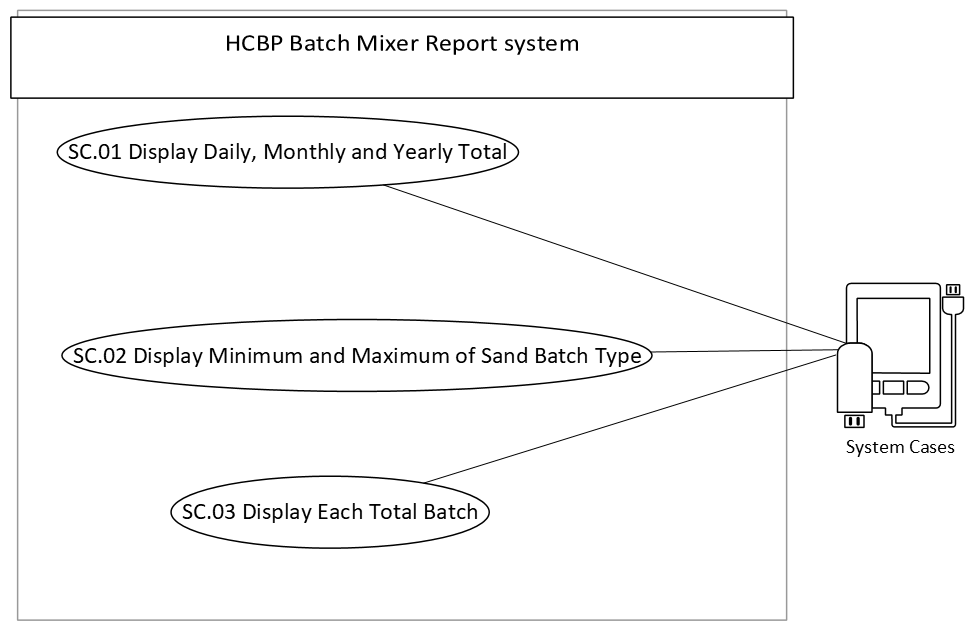 HCBP Batch Mixer Report system
SC.01 Display Daily, Monthly and Yearly Total
SC.02 Display Minimum and Maximum of Sand Batch Type
System Cases
SC.03 Display Each Total Batch